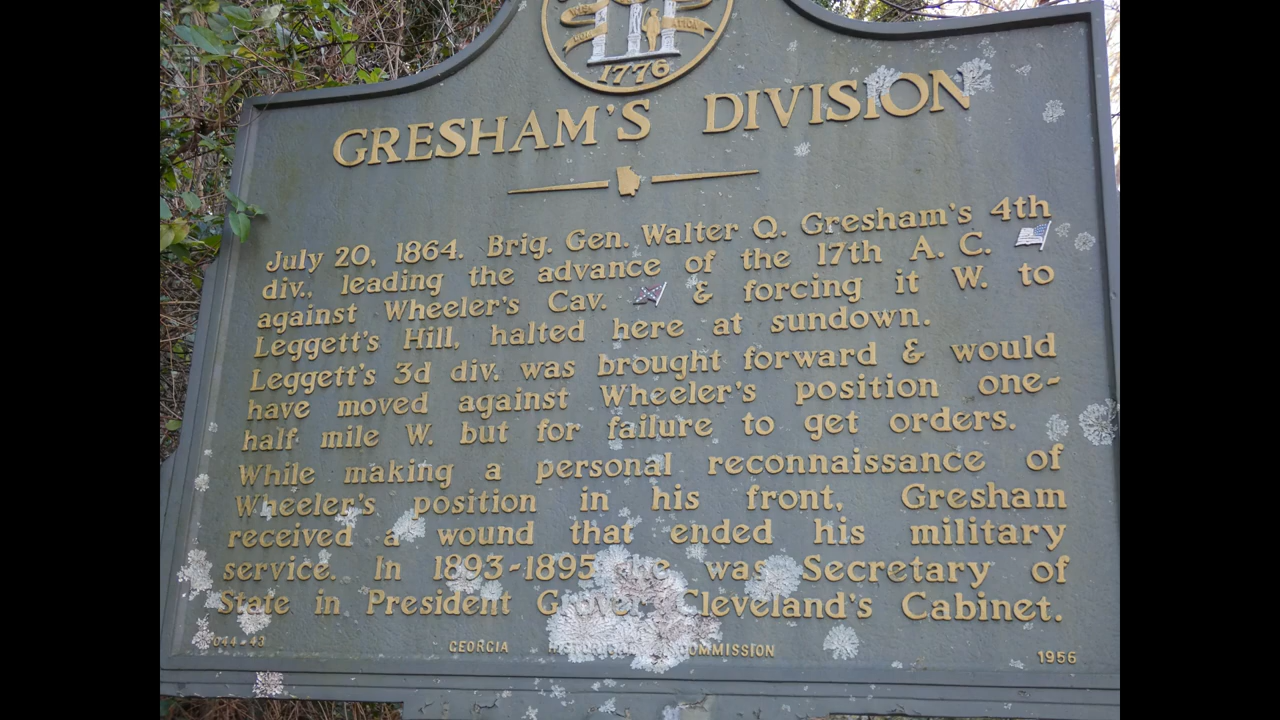 1776
GRESHAM'S DIVISION
July 20, 1864. Brig. Gen. Walter Q. Gresham's 4th
div., leading the advance of the 17th A. C.
against Wheeler's Cav. & forcing it W. to
Leggett's Hill, halted here at sundown.
Leggett's 3d div. was brought forward & would
have moved against Wheeler's position one-
half mile W. but for failure to get orders.
While making a personal reconnaissance of
Wheeler's position in his front, Gresham
received a wound that ended his military
service. In 1893-1895 he was Secretary of
State in President Grover Cleveland's Cabinet.
044-43 GEORGIA HISTORICAL COMMISSION 1956